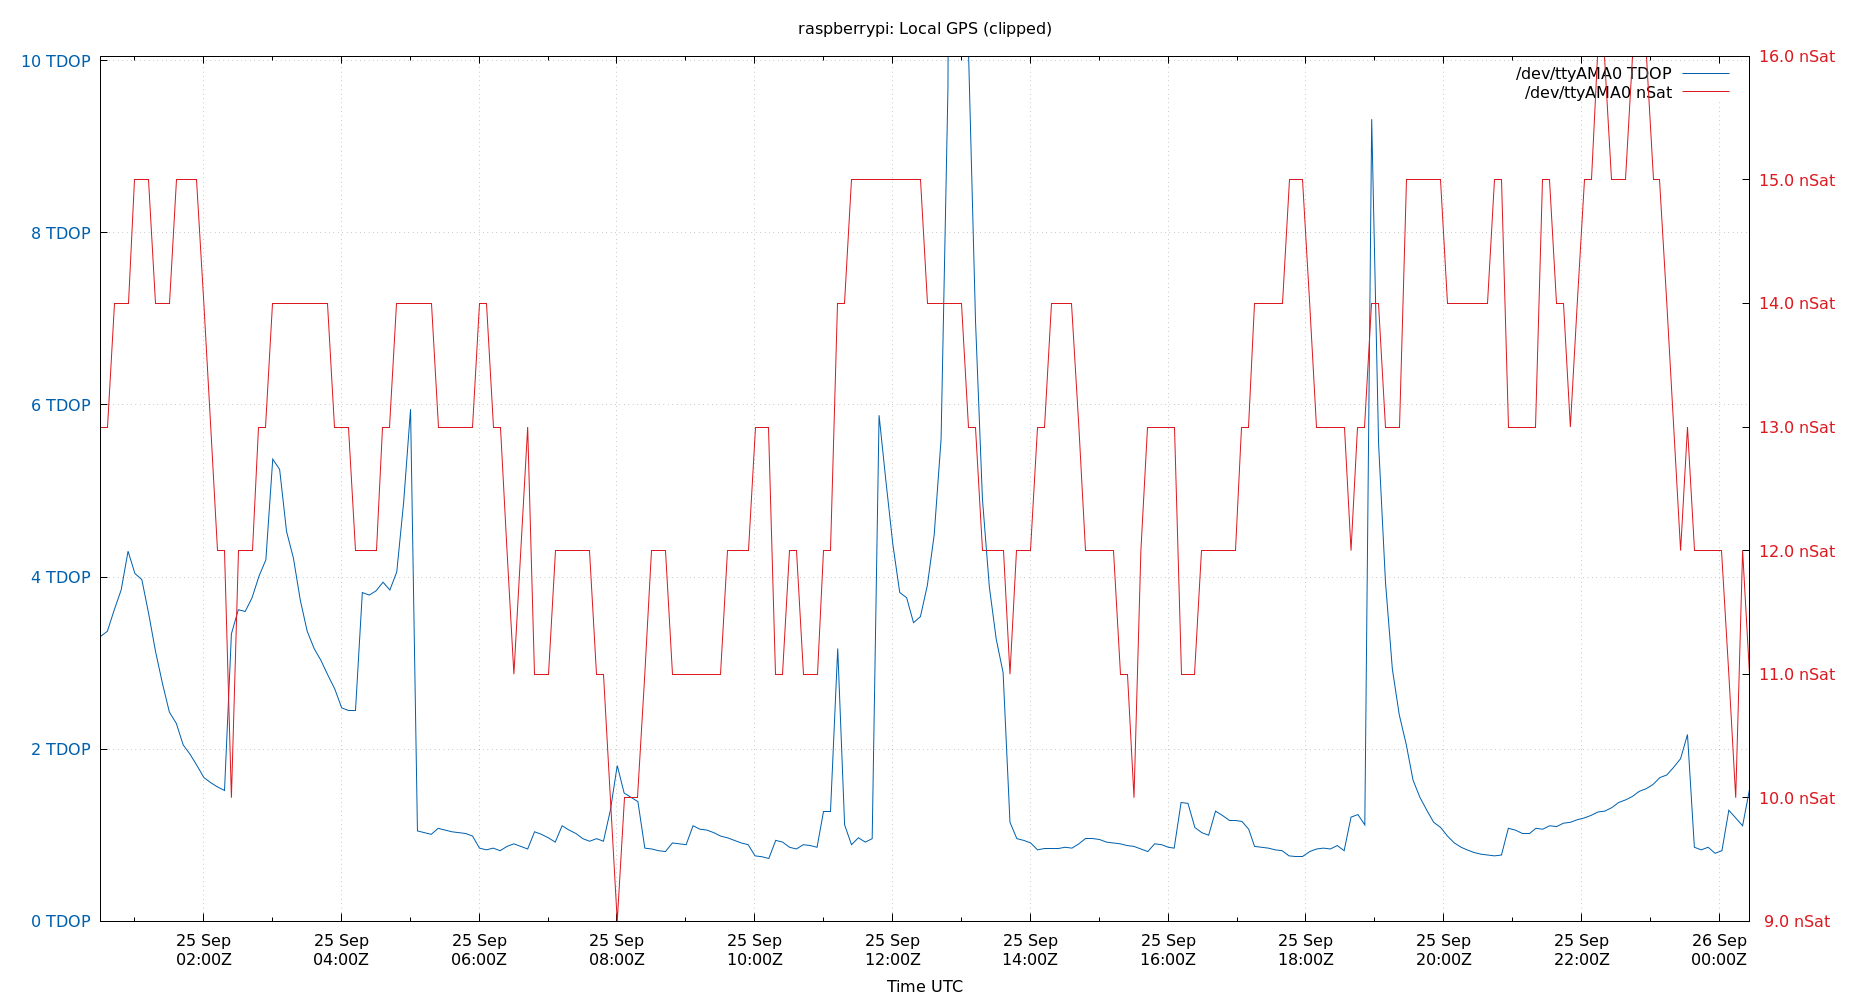 raspberrypi: Local GPS (clipped)
10 TDOP
8 TDOP
6 TDOP
4 TDOP
2 TDOP
0 TDOP
16.0 nSat
15.0 nSat
14.0 nSat
13.0 nSat
12.0 nSat
11.0 nSat
10.0 nSat
9.0 nSat
/dev/ttyAMA0 TDOP
/dev/ttyAMA0 nSat
25 Sep
02:00Z
25 Sep
04:00Z
25 Sep
06:00Z
25 Sep
08:00Z
25 Sep
10:00Z
25 Sep
12:00Z
25 Sep
14:00Z
25 Sep
16:00Z
25 Sep
18:00Z
25 Sep
20:00Z
25 Sep
22:00Z
26 Sep
00:00Z
Time UTC